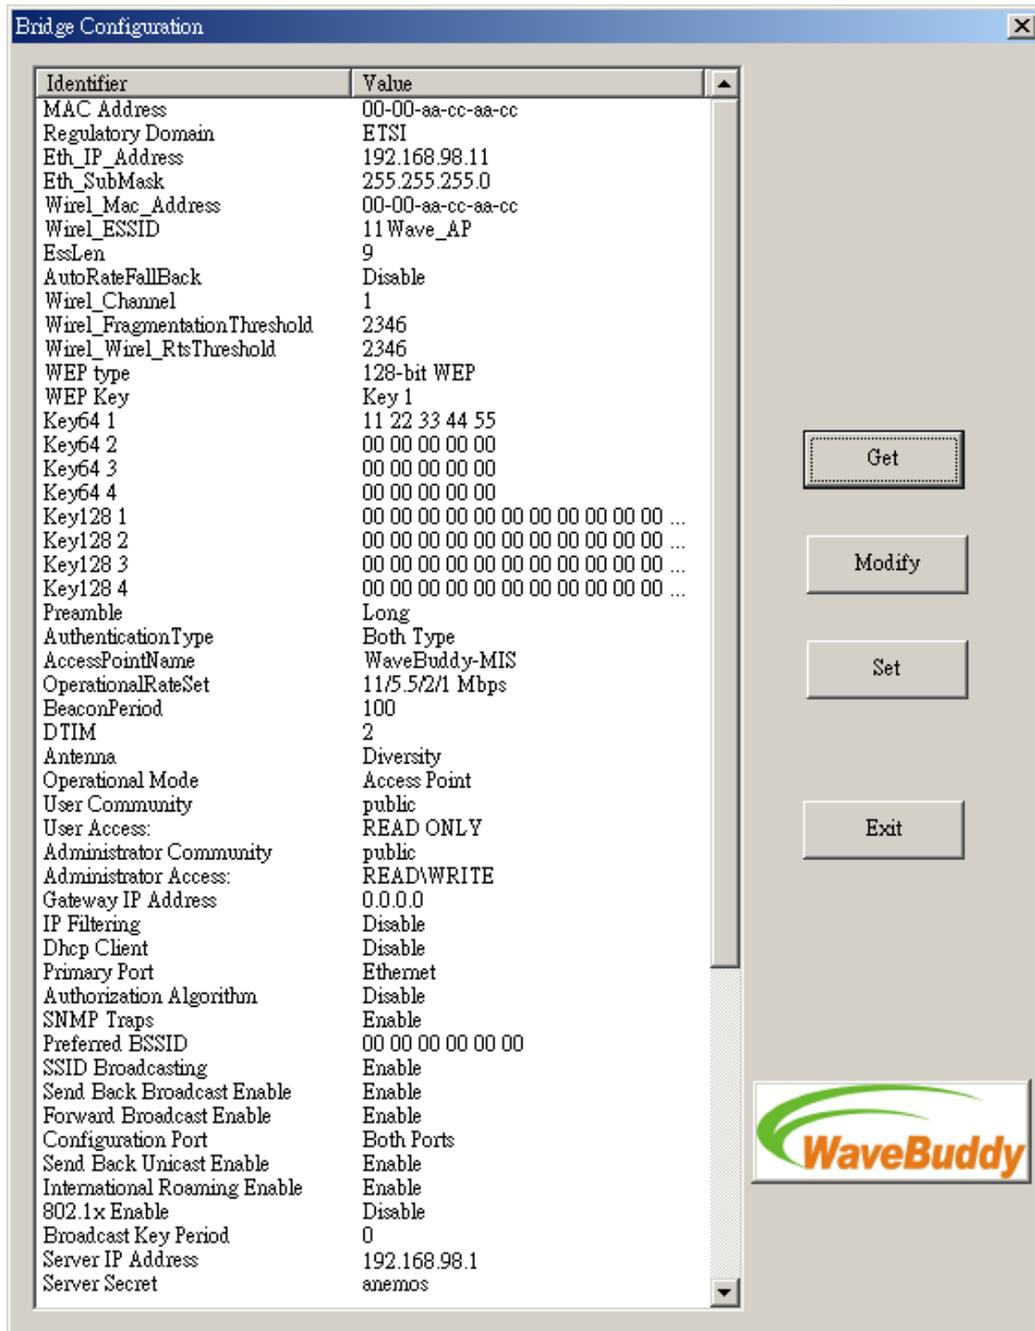 Bridge Configuration
Identifier Value
MAC Address 00-00-aa-cc-aa-cc
Regulatory Domain ETSI
Eth_IP_Address 192.168.98.11
Eth_SubMask 255.255.255.0
Wirel_Mac_Address 00-00-aa-cc-aa-cc
Wirel_ESSID 11Wave_AP
EssLen 9
AutoRateFallBack Disable
Wirel_Channel 1
Wirel_FragmentationThreshold 2346
Wirel_Wirel_RtsThreshold 2346
WEP type 128-bit WEP
WEP Key Key 1
Key64 1 11 22 33 44 55
Key64 2 00 00 00 00 00
Key64 3 00 00 00 00 00
Key64 4 00 00 00 00 00
Key128 1 00 00 00 00 00 00 00 00 00 00 00 ...
Key128 2 00 00 00 00 00 00 00 00 00 00 00 ...
Key128 3 00 00 00 00 00 00 00 00 00 00 00 ...
Key128 4 00 00 00 00 00 00 00 00 00 00 00 ...
Preamble Long
AuthenticationType Both Type
AccessPointName WaveBuddy-MIS
OperationalRateSet 11/5.5/2/1 Mbps
BeaconPeriod 100
DTIM 2
Antenna Diversity
Operational Mode Access Point
User Community public
User Access: READ ONLY
Administrator Community public
Administrator Access: READ\WRITE
Gateway IP Address 0.0.0.0
IP Filtering Disable
Dhcp Client Disable
Primary Port Ethernet
Authorization Algorithm Disable
SNMP Traps Enable
Preferred BSSID 00 00 00 00 00 00
SSID Broadcasting Enable
Send Back Broadcast Enable Enable
Forward Broadcast Enable Enable
Configuration Port Both Ports
Send Back Unicast Enable Enable
International Roaming Enable Enable
802.1x Enable Disable
Broadcast Key Period 0
Server IP Address 192.168.98.1
Server Secret anemos
Get
Modify
Set
Exit
WaveBuddy